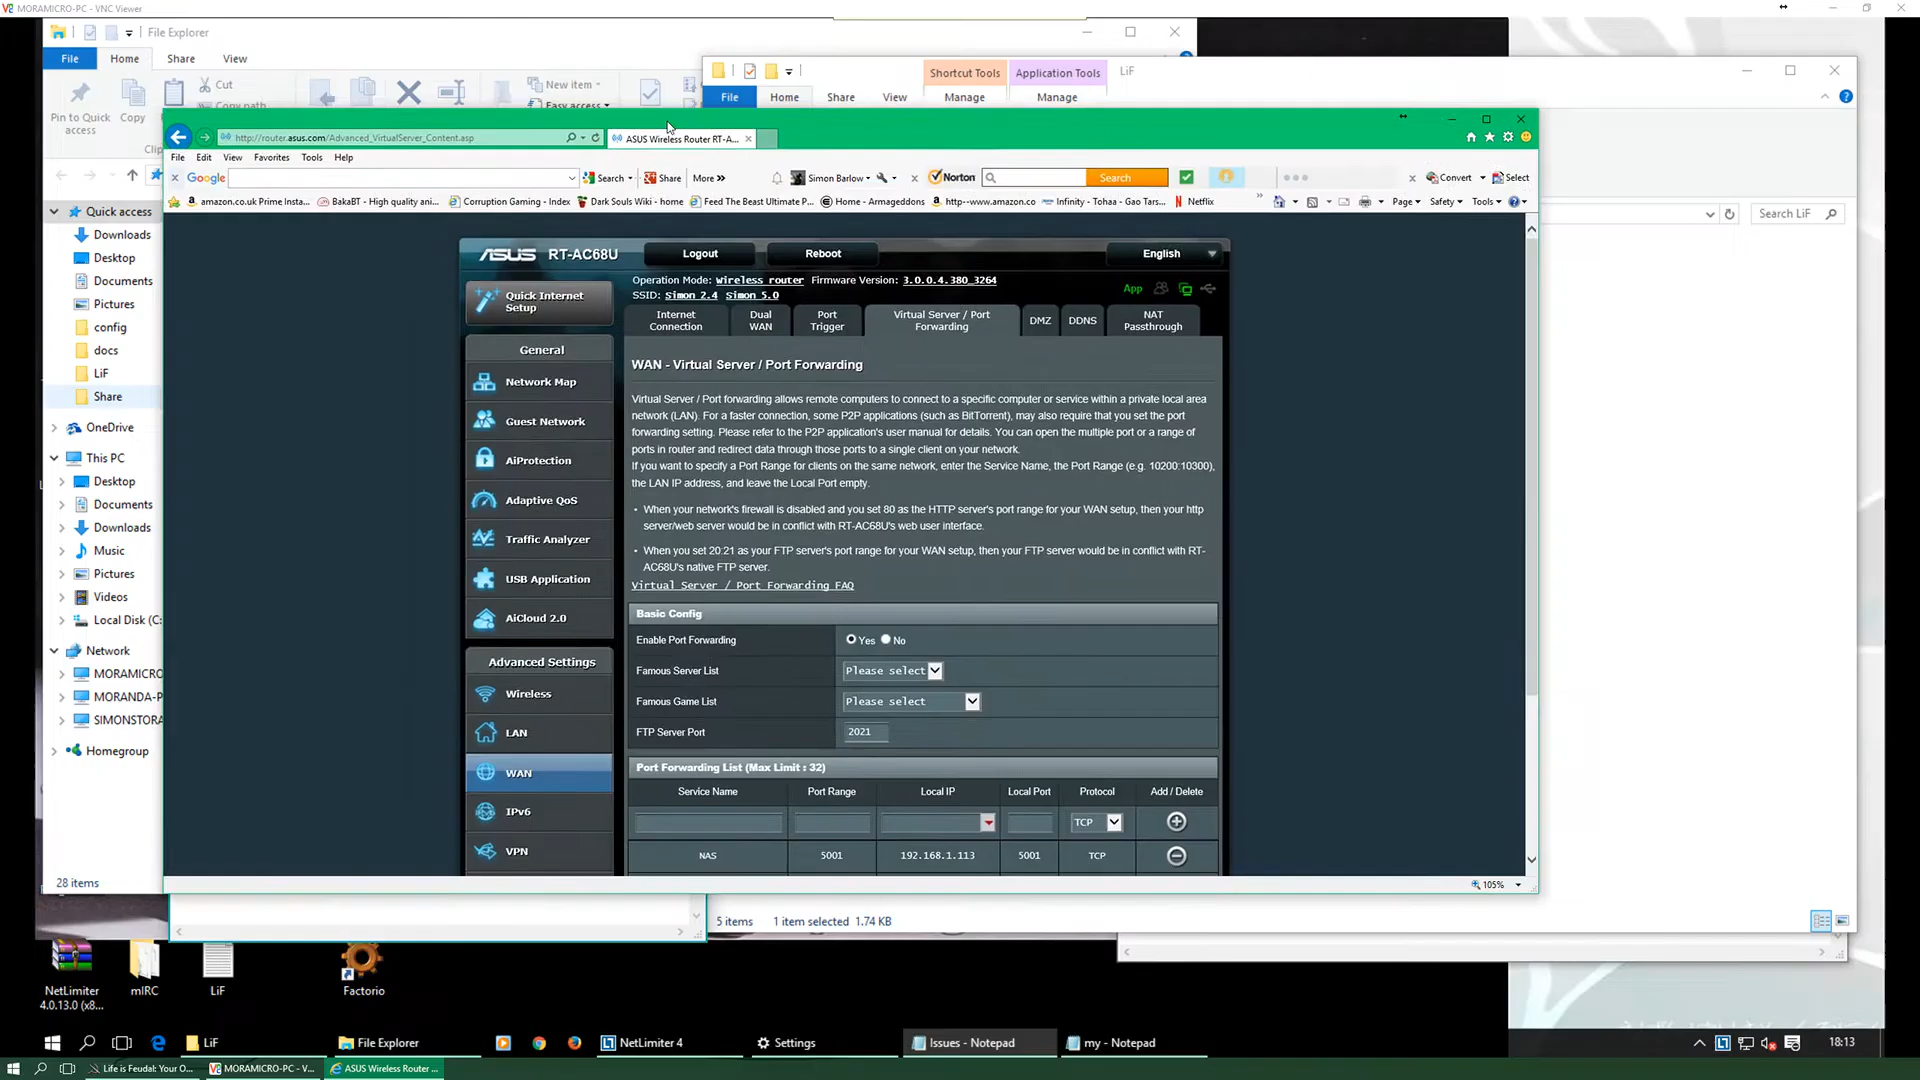 MORAMICRO-PC - VNC Viewer
File Explorer
File
Home
Share
View
Cut
Copy path
New item
Easy access
Pin to Quick access
Copy
Shortcut Tools
Application Tools
LiF
File
Home
Share
View
Manage
Manage
http://router.asus.com/Advanced_VirtualServer_Content.asp
ASUS Wireless Router RT-A...
File Edit View Favorites Tools Help
Google
Search
Share
More »
Simon Barlow
Norton
Search
Convert
Select
amazon.co.uk Prime Insta...
BakaBT - High quality ani...
Corruption Gaming - Index
Dark Souls Wiki - home
Feed The Beast Ultimate P...
Home - Armageddons
http--www.amazon.co
Infinity - Tohaa - Gao Tars...
Netflix
Page
Safety
Tools
Search LiF
Quick access
Downloads
Desktop
Documents
Pictures
config
docs
LiF
Share
OneDrive
This PC
Desktop
Documents
Downloads
Music
Pictures
Videos
Local Disk (C:
Network
MORAMICRO
MORANDA-P
SIMONSTORA
Homegroup
28 items
ASUS RT-AC68U
Logout
Reboot
English
Operation Mode: Wireless router Firmware Version: 3.0.0.4.380_3264
SSID: Simon 2.4 Simon 5.0
App
Quick Internet
Setup
General
Network Map
Guest Network
AiProtection
Adaptive QoS
Traffic Analyzer
USB Application
AiCloud 2.0
Advanced Settings
Wireless
LAN
WAN
IPv6
VPN
Internet Connection
Dual WAN
Port Trigger
Virtual Server / Port Forwarding
DMZ
DDNS
NAT Passthrough
WAN - Virtual Server / Port Forwarding
Virtual Server / Port forwarding allows remote computers to connect to a specific computer or service within a private local area
network (LAN). For a faster connection, some P2P applications (such as BitTorrent), may also require that you set the port
forwarding setting. Please refer to the P2P application's user manual for details. You can open the multiple port or a range of
ports in router and redirect data through those ports to a single client on your network.
If you want to specify a Port Range for clients on the same network, enter the Service Name, the Port Range (e.g. 10200:10300),
the LAN IP address, and leave the Local Port empty.
• When your network's firewall is disabled and you set 80 as the HTTP server's port range for your WAN setup, then your http
server/web server would be in conflict with RT-AC68U's web user interface.
• When you set 20:21 as your FTP server's port range for your WAN setup, then your FTP server would be in conflict with RT-
AC68U's native FTP server.
Virtual Server / Port Forwarding FAQ
Basic Config
Enable Port Forwarding
Yes No
Famous Server List
Please select
Famous Game List
Please select
FTP Server Port
2021
Port Forwarding List (Max Limit : 32)
Service Name Port Range Local IP Local Port Protocol Add / Delete
TCP
NAS 5001 192.168.1.113 5001 TCP
105%
5 items 1 item selected 1.74 KB
NetLimiter
4.0.13.0 (x8...
mIRC
LiF
Factorio
LiF
File Explorer
NetLimiter 4
Settings
Issues - Notepad
my - Notepad
18:13
Life is Feudal: Your O...
MORAMICRO-PC - V...
ASUS Wireless Router ...